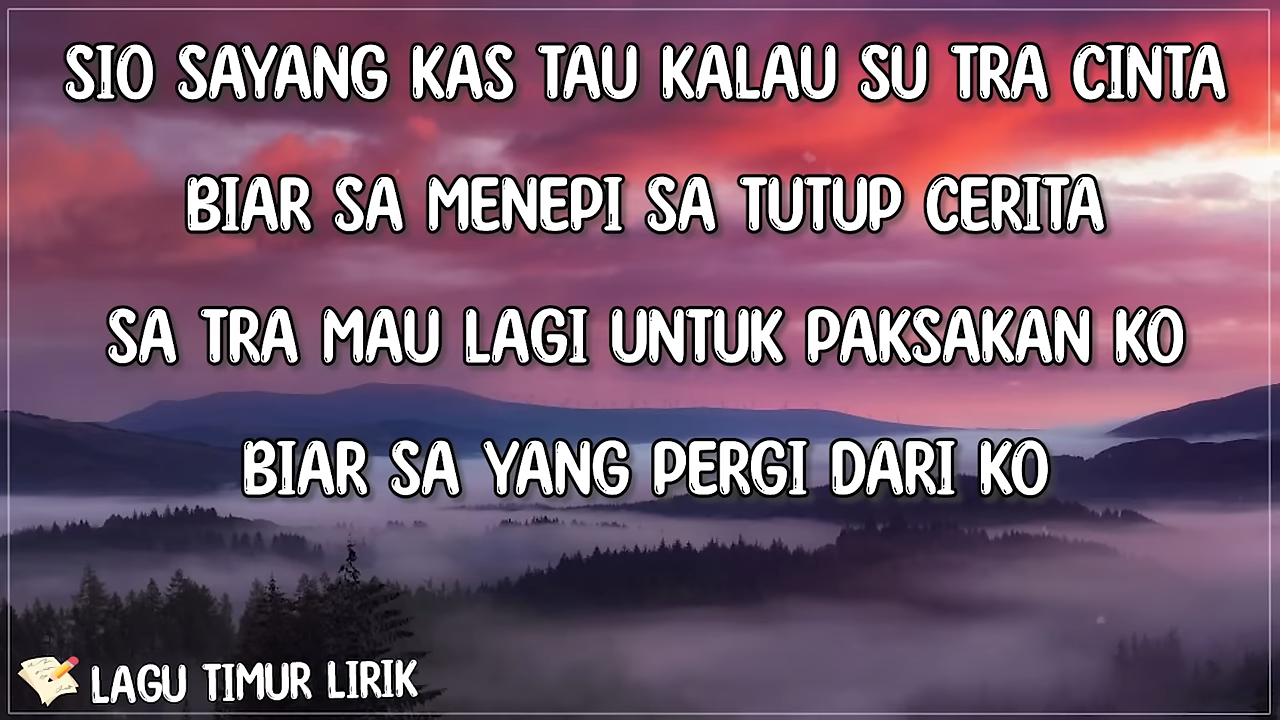 SIO SAYANG KAS TAU KALAU SU TRA CINTA
BIAR SA MENEPI SA TUTUP CERITA
SA TRA MAU LAGI UNTUK PAKSAKAN KO
BIAR SA YANG PERGI DARI KO
LAGU TIMUR LIRIK